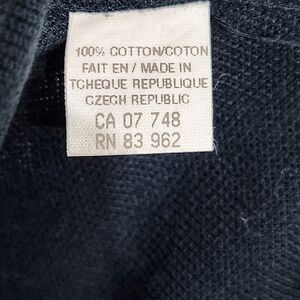 100% COTTON/COTON
FAIT EN / MADE IN
TCHEQUE REPUBLIQUE
CZECH REPUBLIC
CA 07 748
RN 83 962